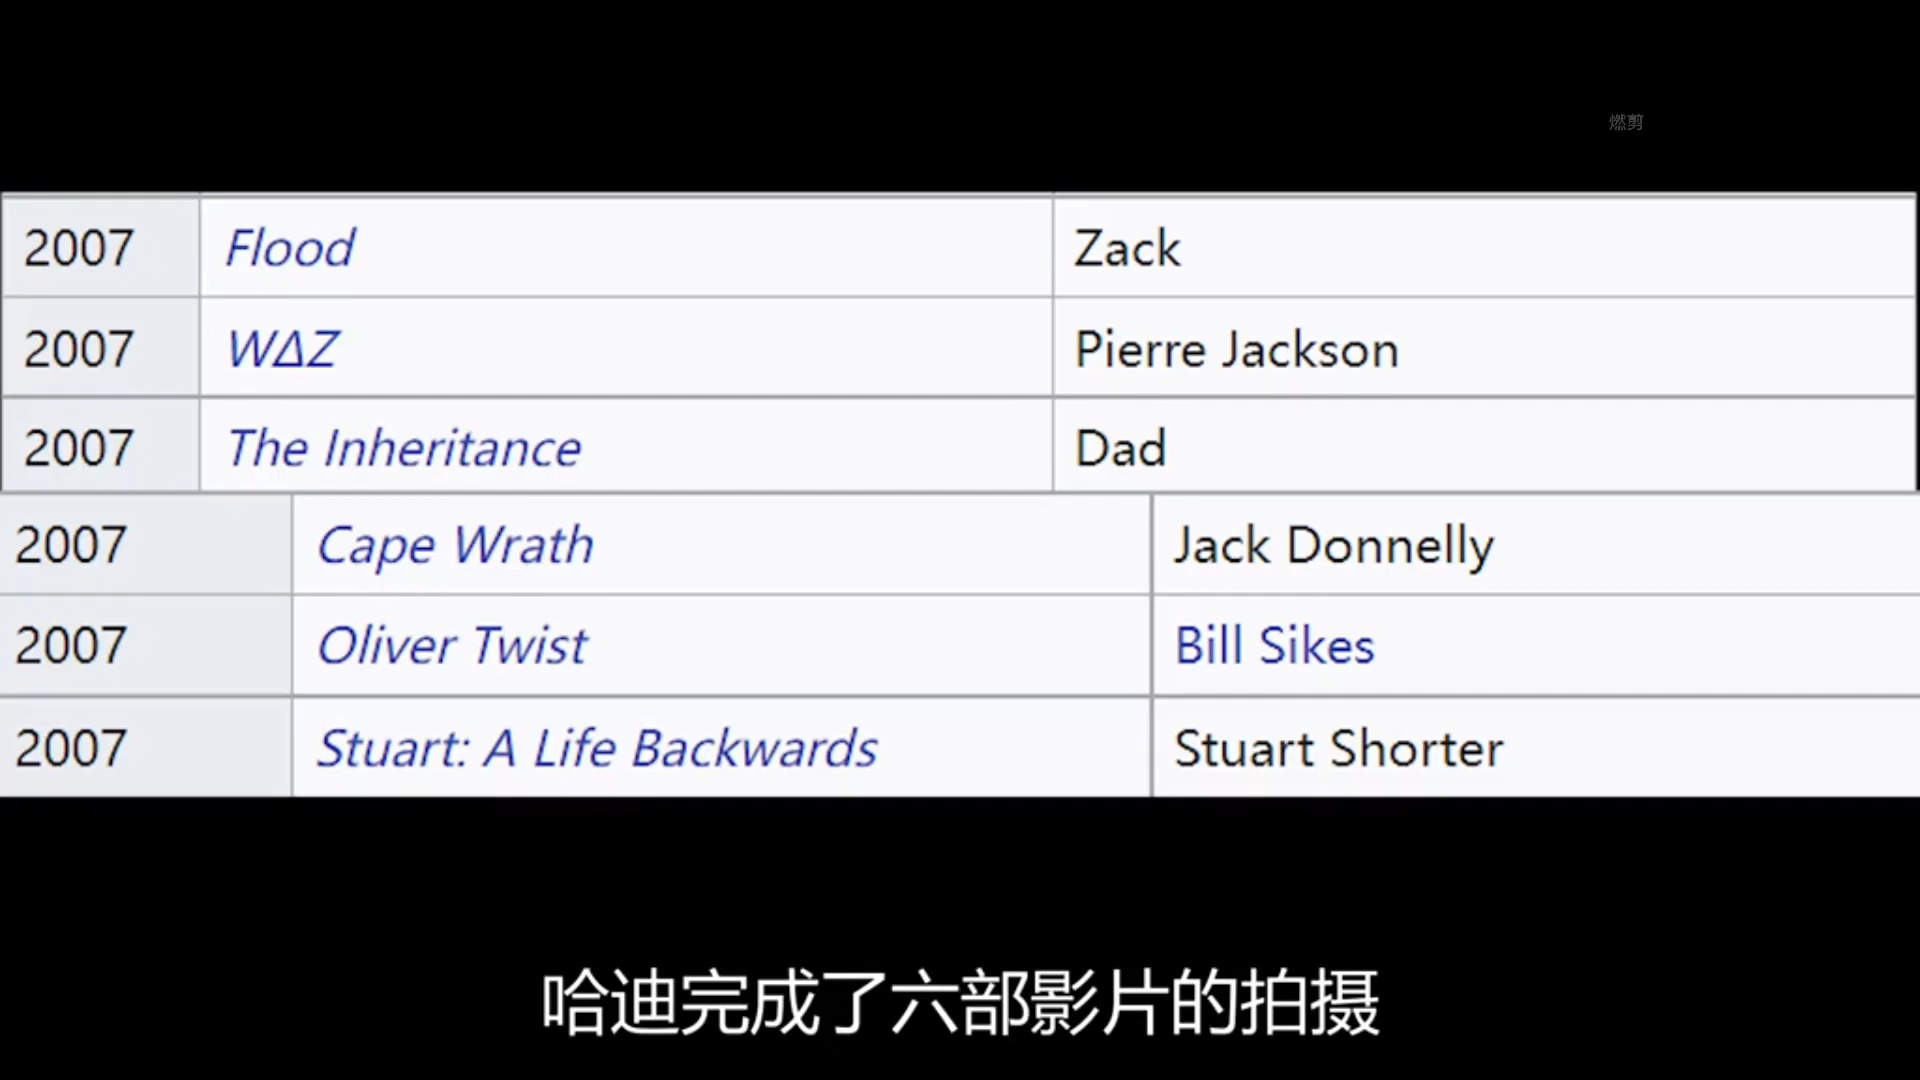 燃剪
2007 Flood Zack
2007 WΔZ Pierre Jackson
2007 The Inheritance Dad
2007 Cape Wrath Jack Donnelly
2007 Oliver Twist Bill Sikes
2007 Stuart: A Life Backwards Stuart Shorter
哈迪完成了六部影片的拍摄